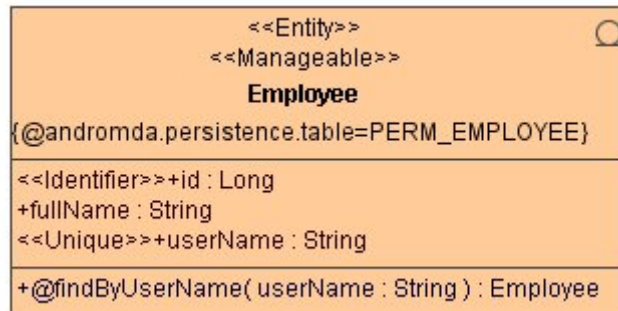 <<Entity>>
<<Manageable>>
Employee
{@andromda.persistence.table=PERM_EMPLOYEE}
<<Identifier>>+id : Long
+fullName : String
<<Unique>>+userName : String
+@findByUserName( userName : String ) : Employee